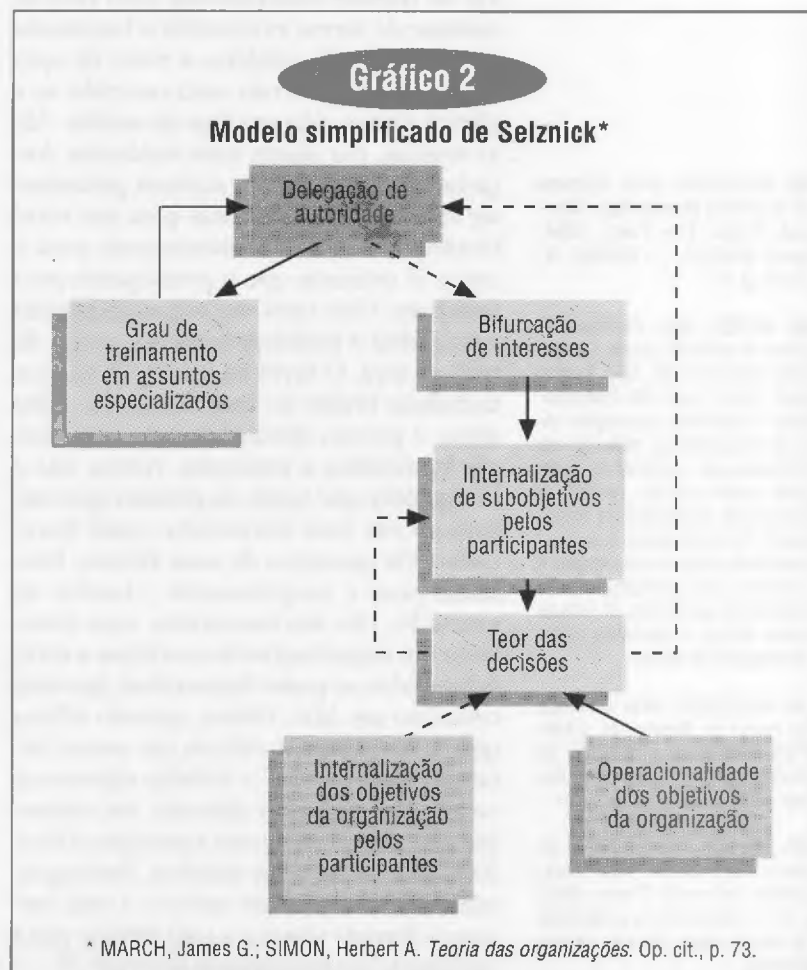 Gráfico 2
Modelo simplificado de Selznick*
Delegação de
autoridade
Grau de
treinamento
em assuntos
especializados
Bifurcação
de interesses
Internalização
de subobjetivos
pelos
participantes
Teor das
decisões
Internalização
dos objetivos
da organização
pelos
participantes
Operacionalidade
dos objetivos
da organização
* MARCH, James G.; SIMON, Herbert A. Teoria das organizações. Op. cit., p. 73.